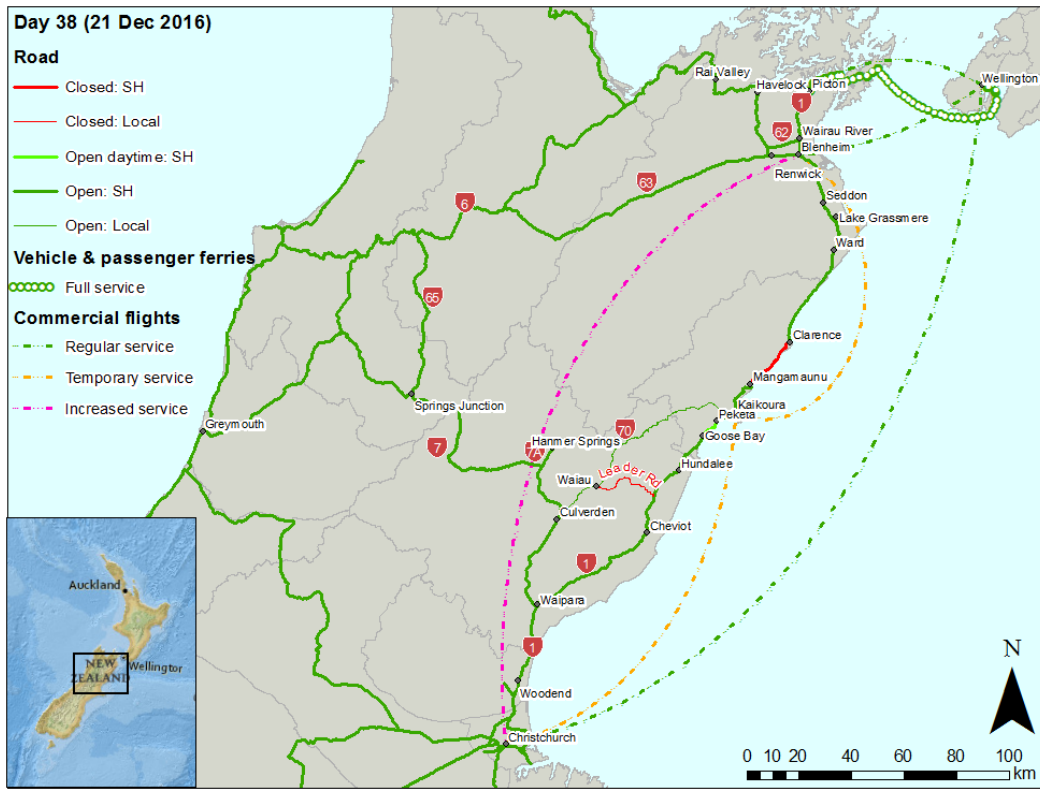 Day 38 (21 Dec 2016)
Road
Closed: SH
Closed: Local
Open daytime: SH
Open: SH
Open: Local
Vehicle & passenger ferries
Full service
Commercial flights
Regular service
Temporary service
Increased service
Rai Valley
Havelock
Picton
Wellington
1
62
Wairau River
Blenheim
Renwick
63
6
Seddon
Lake Grassmere
Ward
65
Clarence
Mangamaunu
Kaikoura
Peketa
Goose Bay
Springs Junction
Greymouth
7
7A
Hanmer Springs
70
Hundalee
Waiau
Leader Rd
Culverden
Cheviot
1
Waipara
1
Woodend
Christchurch
Auckland
NEW
ZEALAND
Wellington
N
0 10 20 40 60 80 100
km